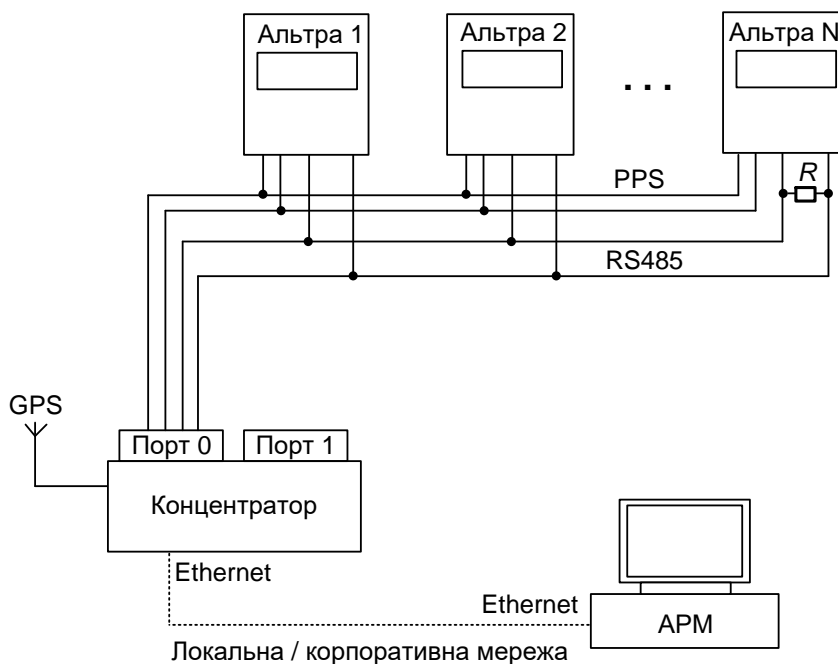 Альтра 1
Альтра 2
Альтра N
. . .
PPS
R
RS485
GPS
Порт 0
Порт 1
Концентратор
Ethernet
Ethernet
АРМ
Локальна / корпоративна мережа